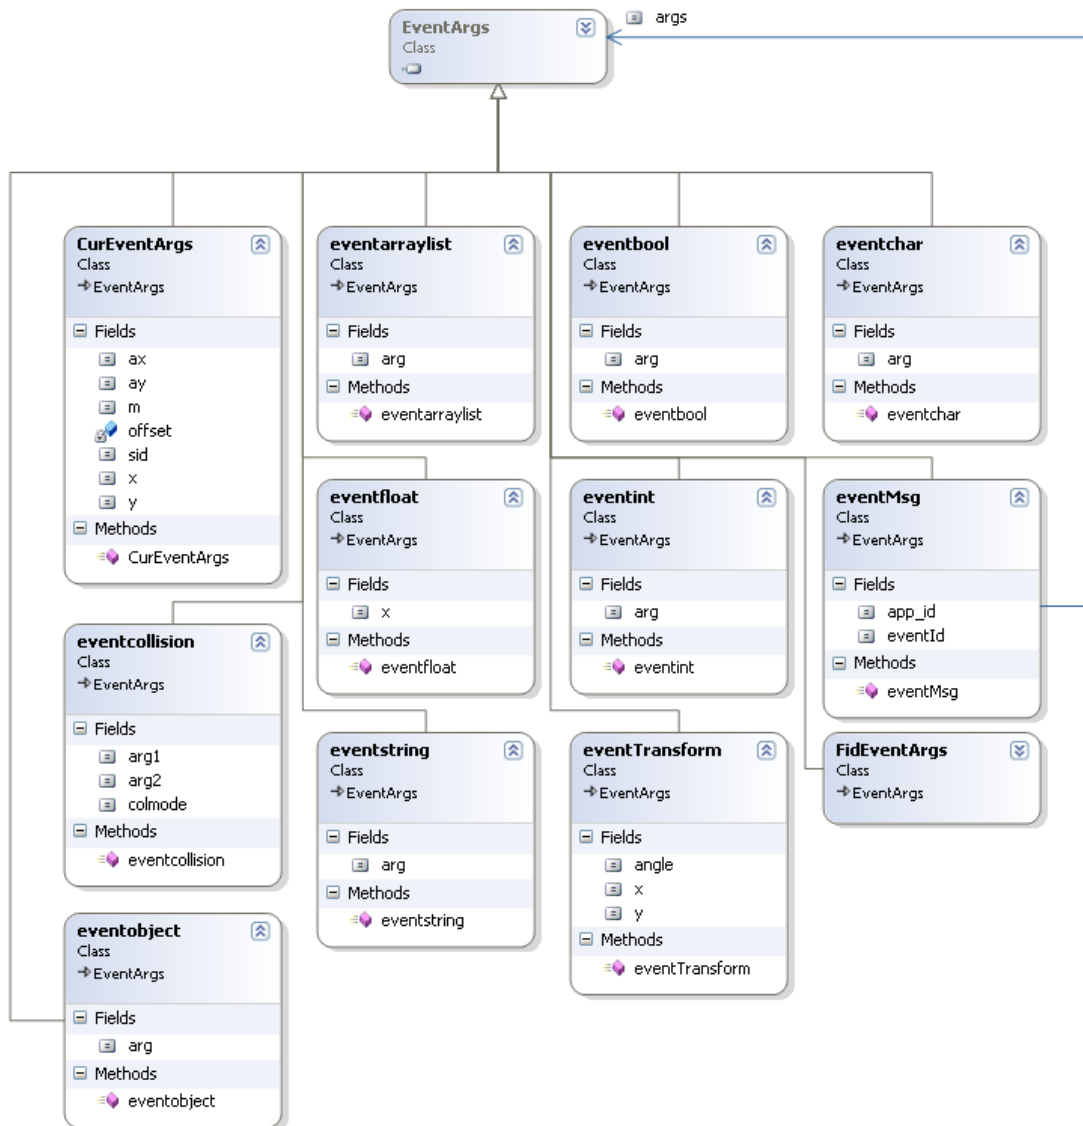 EventArgs
Class
args
CurEventArgs
Class
EventArgs
Fields
ax
ay
m
offset
sid
x
y
Methods
CurEventArgs
eventarraylist
Class
EventArgs
Fields
arg
Methods
eventarraylist
eventbool
Class
EventArgs
Fields
arg
Methods
eventbool
eventchar
Class
EventArgs
Fields
arg
Methods
eventchar
eventfloat
Class
EventArgs
Fields
x
Methods
eventfloat
eventint
Class
EventArgs
Fields
arg
Methods
eventint
eventMsg
Class
EventArgs
Fields
app_id
eventId
Methods
eventMsg
eventcollision
Class
EventArgs
Fields
arg1
arg2
colmode
Methods
eventcollision
eventstring
Class
EventArgs
Fields
arg
Methods
eventstring
eventTransform
Class
EventArgs
Fields
angle
x
y
Methods
eventTransform
FidEventArgs
Class
EventArgs
eventobject
Class
EventArgs
Fields
arg
Methods
eventobject